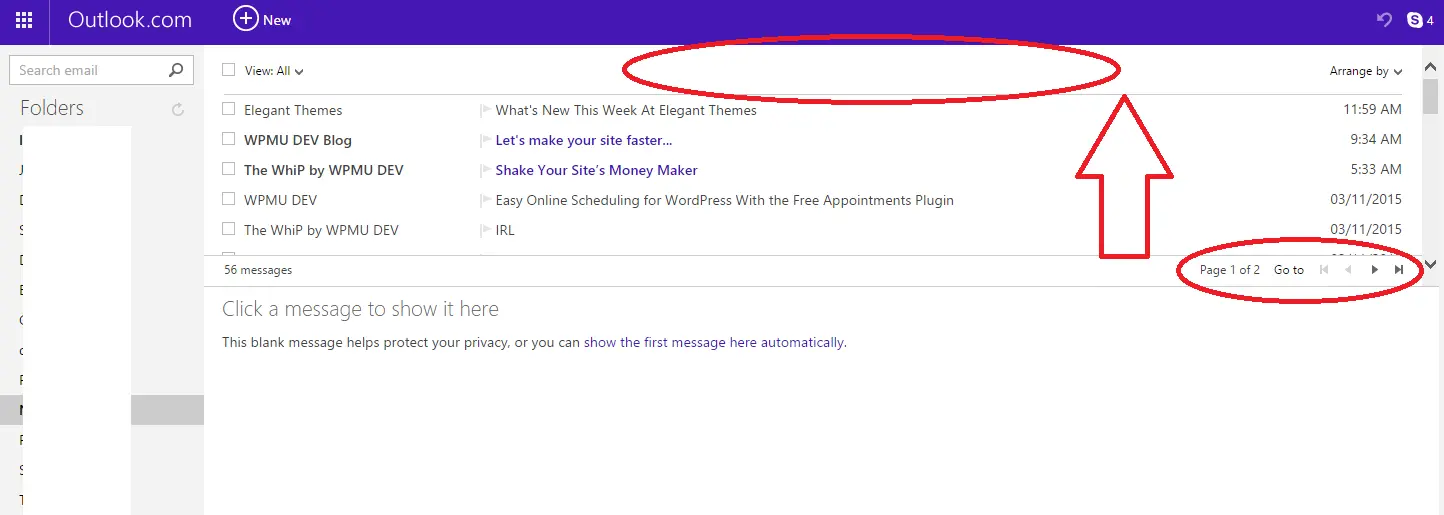 Outlook.com New 4
Search email View: All Arrange by
Folders
Elegant Themes What's New This Week At Elegant Themes 11:59 AM
WPMU DEV Blog Let's make your site faster... 9:34 AM
The WhiP by WPMU DEV Shake Your Site’s Money Maker 5:33 AM
WPMU DEV Easy Online Scheduling for WordPress With the Free Appointments Plugin 03/11/2015
The WhiP by WPMU DEV IRL 03/11/2015
56 messages Page 1 of 2 Go to
Click a message to show it here
This blank message helps protect your privacy, or you can show the first message here automatically.